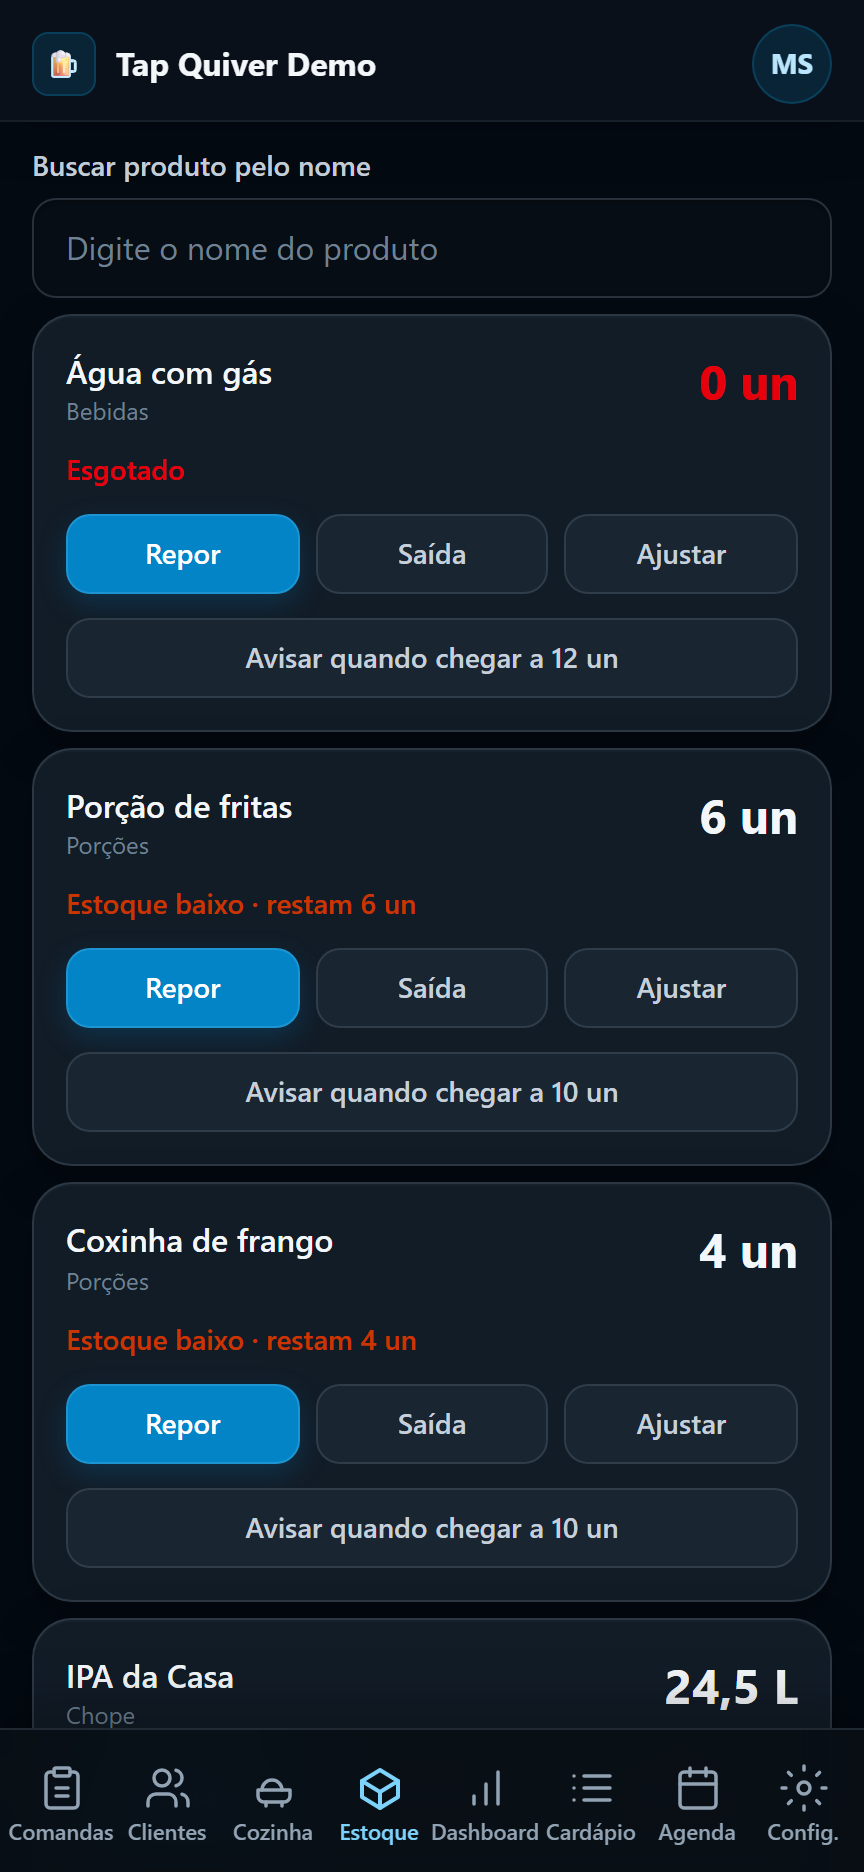 Tap Quiver Demo
MS
Buscar produto pelo nome
Digite o nome do produto
Água com gás
0 un
Bebidas
Esgotado
Repor
Saída
Ajustar
Avisar quando chegar a 12 un
Porção de fritas
6 un
Porções
Estoque baixo · restam 6 un
Repor
Saída
Ajustar
Avisar quando chegar a 10 un
Coxinha de frango
4 un
Porções
Estoque baixo · restam 4 un
Repor
Saída
Ajustar
Avisar quando chegar a 10 un
IPA da Casa
24,5 L
Chope
Comandas
Clientes
Cozinha
Estoque
Dashboard
Cardápio
Agenda
Config.